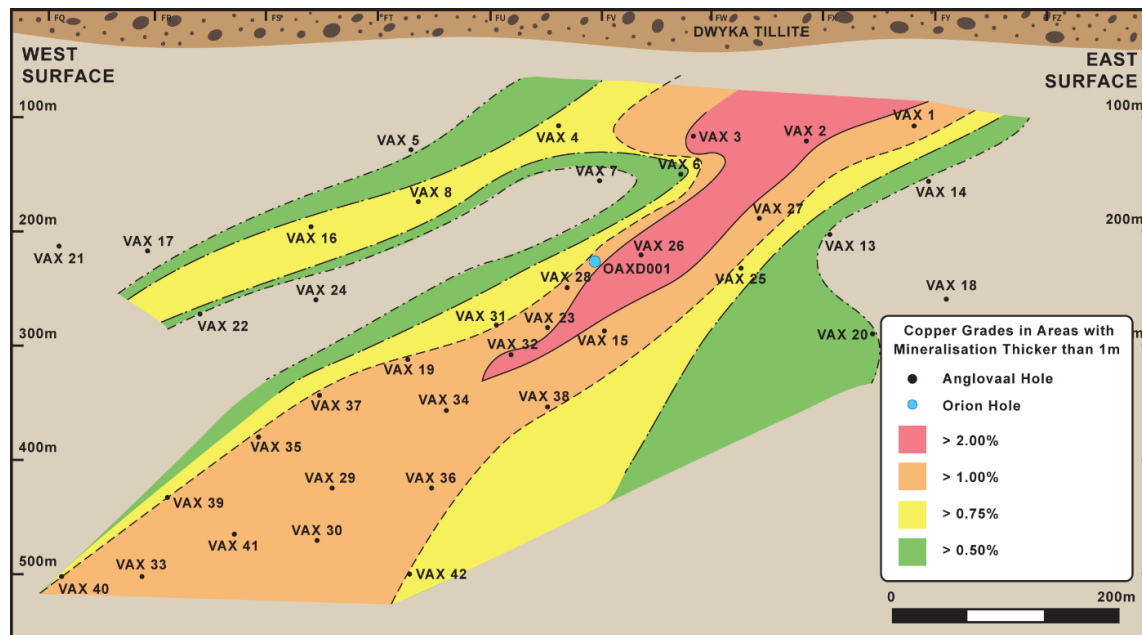 FQ FR FS FT FU FV FW FX FY FZ
DWYKA TILLITE
WEST
SURFACE
EAST
SURFACE
100m
100m
VAX 1
VAX 2
VAX 3
VAX 4
VAX 5
VAX 6
VAX 7
VAX 8
VAX 14
200m
200m
VAX 27
VAX 16
VAX 13
VAX 17
VAX 26
VAX 21
OAXD001
VAX 28
VAX 25
VAX 24
VAX 18
VAX 22
VAX 31
VAX 23
VAX 15
VAX 20
300m
VAX 32
VAX 19
VAX 37
VAX 34
VAX 38
400m
VAX 35
VAX 29
VAX 36
VAX 39
VAX 30
VAX 41
500m
VAX 33
VAX 40
VAX 42
Copper Grades in Areas with
Mineralisation Thicker than 1m
Anglovaal Hole
Orion Hole
> 2.00%
> 1.00%
> 0.75%
> 0.50%
0
200m